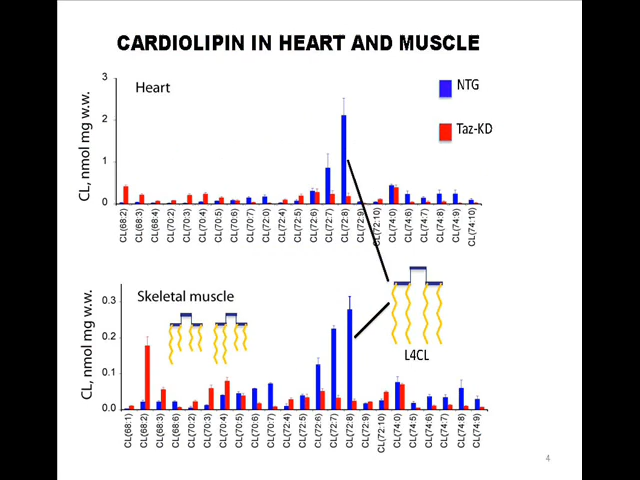 CARDIOLIPIN IN HEART AND MUSCLE
Heart
NTG
Taz-KD
CL, nmol mg w.w.
3
2
1
0
CL(68:2)
CL(68:3)
CL(68:4)
CL(70:2)
CL(70:3)
CL(70:4)
CL(70:5)
CL(70:6)
CL(70:7)
CL(72:0)
CL(72:4)
CL(72:5)
CL(72:6)
CL(72:7)
CL(72:8)
CL(72:9)
CL(72:10)
CL(74:0)
CL(74:6)
CL(74:7)
CL(74:8)
CL(74:9)
CL(74:10)
Skeletal muscle
L4CL
CL, nmol mg w.w.
0.3
0.2
0.1
0.0
CL(68:1)
CL(68:2)
CL(68:3)
CL(68:6)
CL(70:2)
CL(70:3)
CL(70:4)
CL(70:5)
CL(70:6)
CL(70:7)
CL(72:4)
CL(72:5)
CL(72:6)
CL(72:7)
CL(72:8)
CL(72:9)
CL(72:10)
CL(74:0)
CL(74:5)
CL(74:6)
CL(74:7)
CL(74:8)
CL(74:9)
4